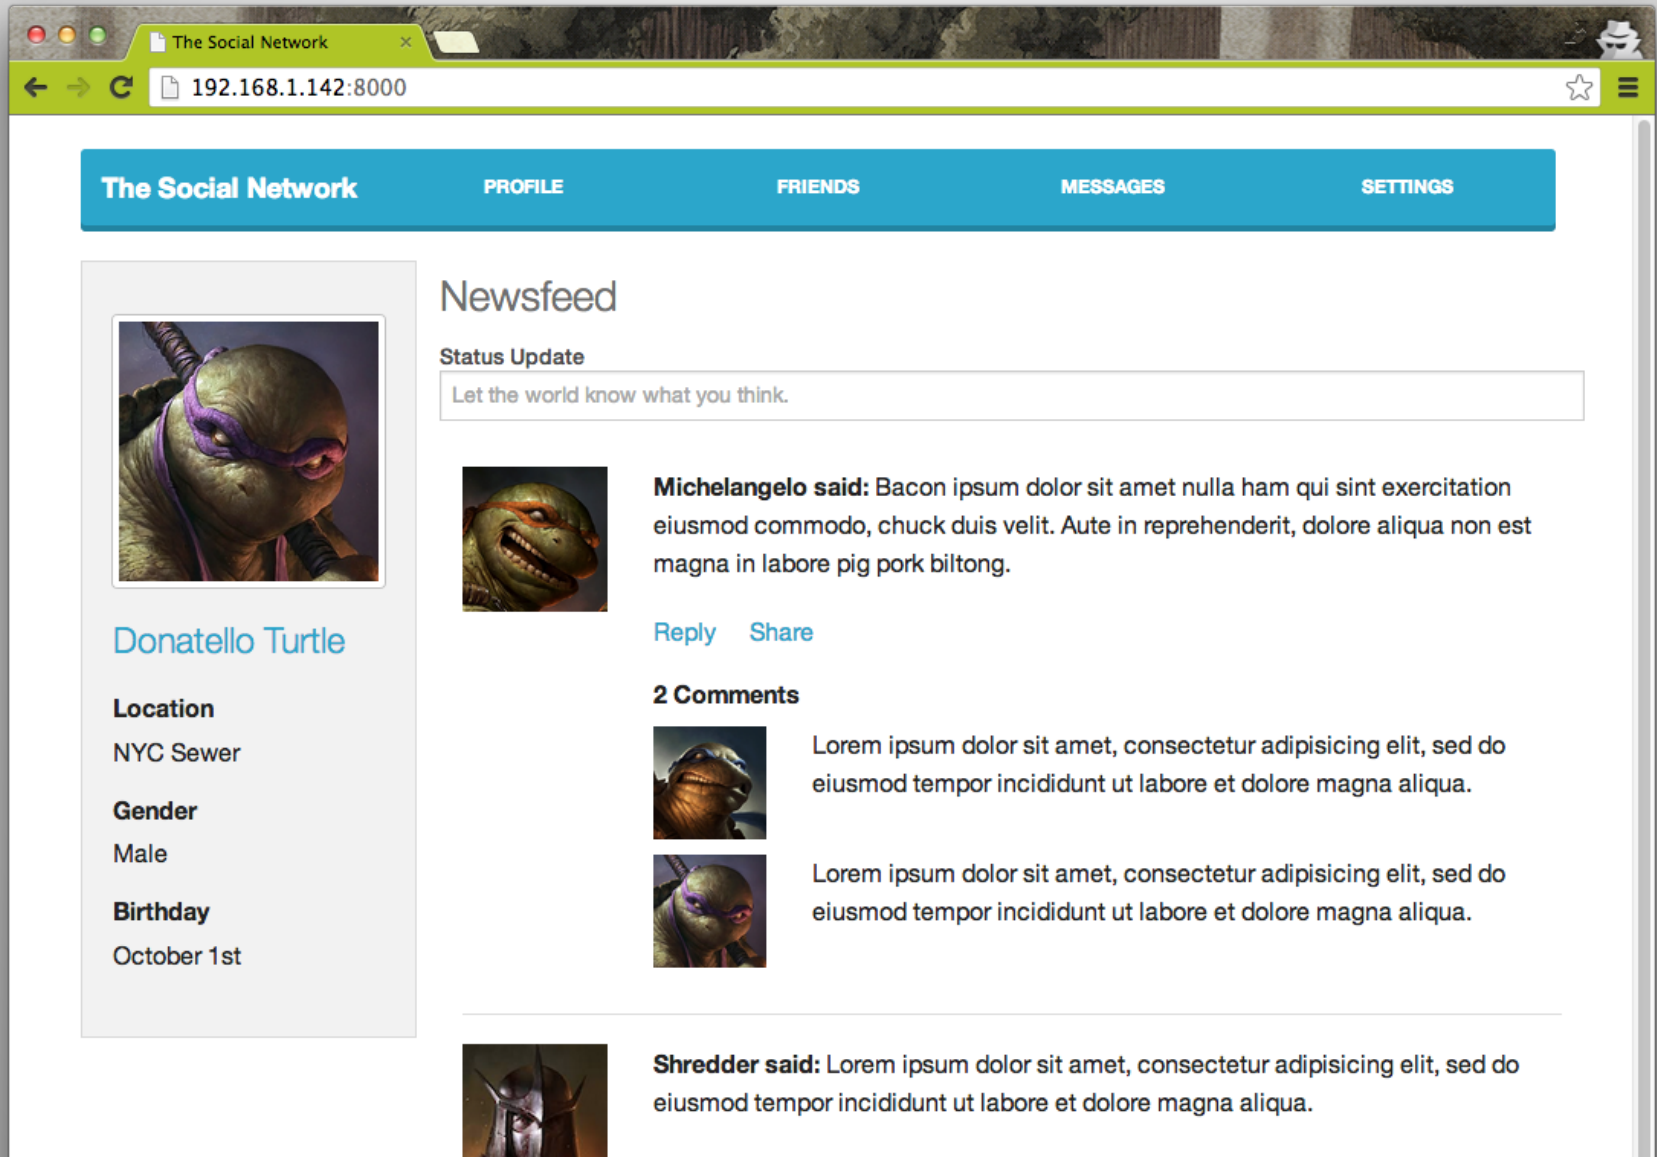 The Social Network
192.168.1.142:8000
The Social Network PROFILE FRIENDS MESSAGES SETTINGS
Donatello Turtle
Location
NYC Sewer
Gender
Male
Birthday
October 1st
Newsfeed
Status Update
Let the world know what you think.
Michelangelo said: Bacon ipsum dolor sit amet nulla ham qui sint exercitation
eiusmod commodo, chuck duis velit. Aute in reprehenderit, dolore aliqua non est
magna in labore pig pork biltong.
Reply Share
2 Comments
Lorem ipsum dolor sit amet, consectetur adipisicing elit, sed do
eiusmod tempor incididunt ut labore et dolore magna aliqua.
Lorem ipsum dolor sit amet, consectetur adipisicing elit, sed do
eiusmod tempor incididunt ut labore et dolore magna aliqua.
Shredder said: Lorem ipsum dolor sit amet, consectetur adipisicing elit, sed do
eiusmod tempor incididunt ut labore et dolore magna aliqua.